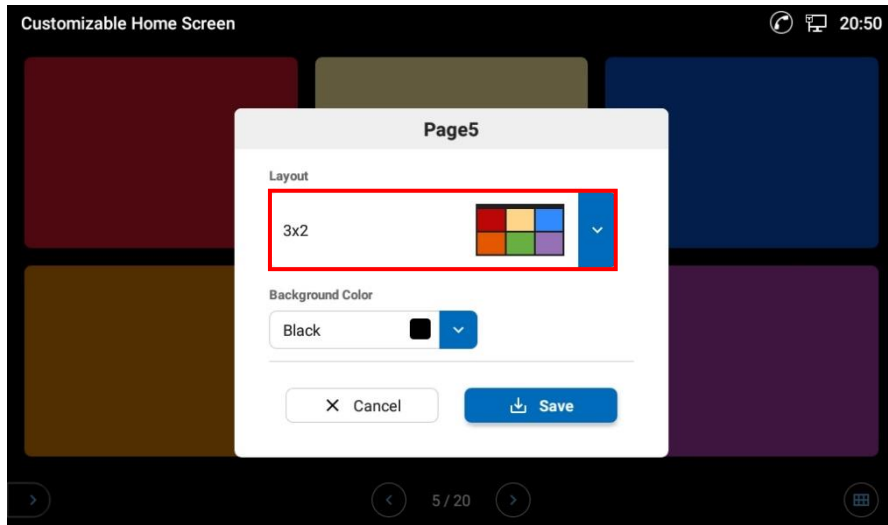 Customizable Home Screen
20:50
Page5
Layout
3x2
Background Color
Black
Cancel
Save
5 / 20